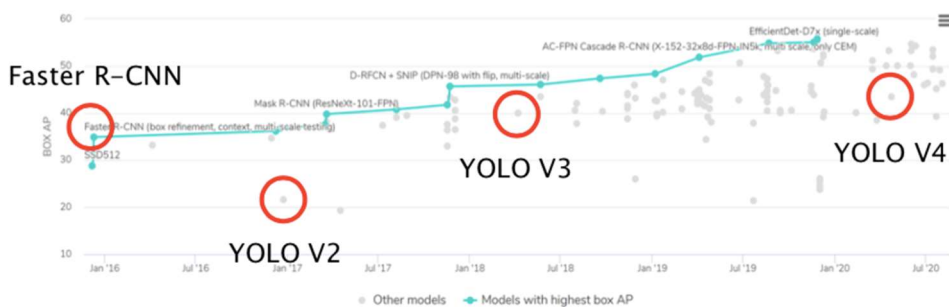 60
EfficientDet-D7x (single-scale)
AC-FPN Cascade R-CNN (X-152-32x8d-FPN-IN5k, multi scale, only CEM)
Faster R-CNN
50
D-RFCN + SNIP (DPN-98 with flip, multi-scale)
Mask R-CNN (ResNeXt-101-FPN)
40
Faster R-CNN (box refinement, context, multi-scale testing)
BOX AP
SSD512
30
YOLO V3
YOLO V4
20
YOLO V2
10
Jan '16
Jul '16
Jan '17
Jul '17
Jan '18
Jul '18
Jan '19
Jul '19
Jan '20
Jul '20
Other models
Models with highest box AP